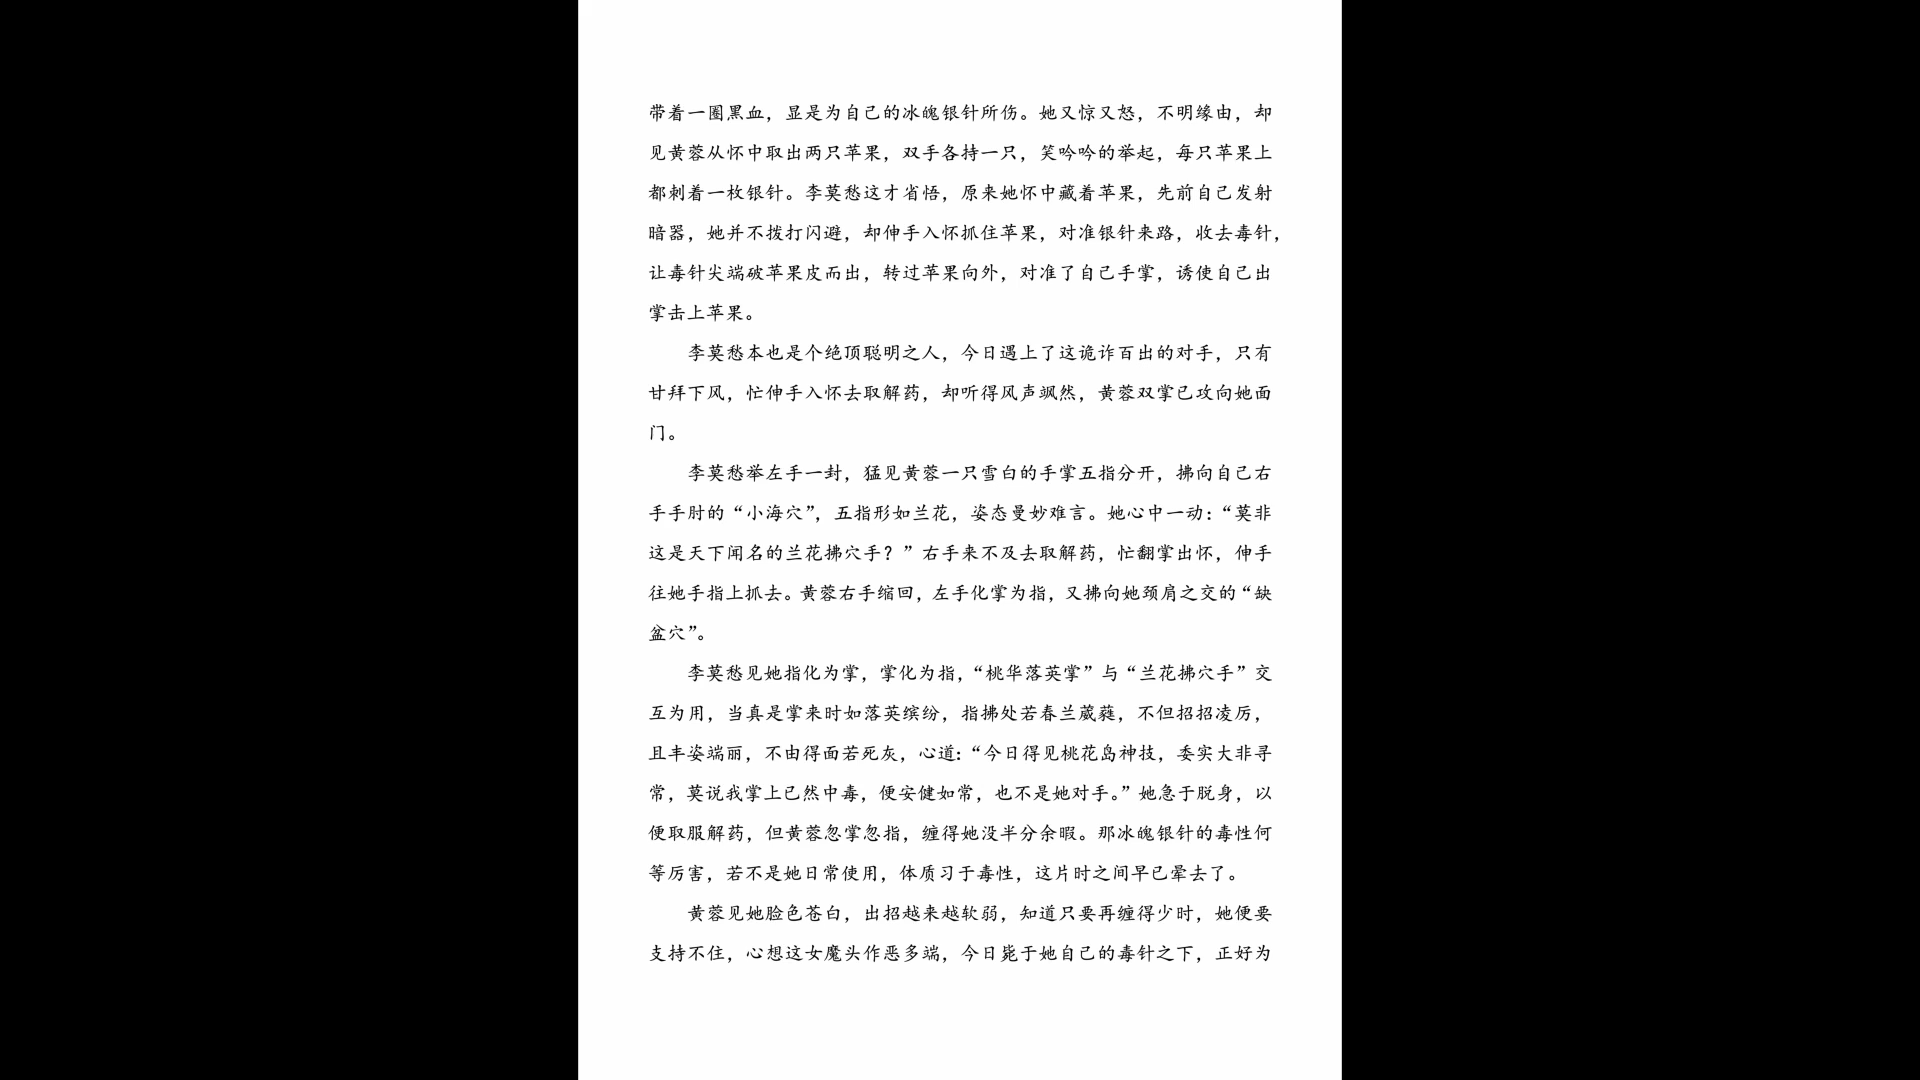 带着一圈黑血，显是为自己的冰魄银针所伤。她又惊又怒，不明缘由，却
见黄蓉从怀中取出两只苹果，双手各持一只，笑吟吟的举起，每只苹果上
都刺着一枚银针。李莫愁这才省悟，原来她怀中藏着苹果，先前自己发射
暗器，她并不拨打闪避，却伸手入怀抓住苹果，对准银针来路，收去毒针，
让毒针尖端破苹果皮而出，转过苹果向外，对准了自己手掌，诱使自己出
掌击上苹果。
李莫愁本也是个绝顶聪明之人，今日遇上了这诡诈百出的对手，只有
甘拜下风，忙伸手入怀去取解药，却听得风声飒然，黄蓉双掌已攻向她面
门。
李莫愁举左手一封，猛见黄蓉一只雪白的手掌五指分开，拂向自己右
手手肘的“小海穴”，五指形如兰花，姿态曼妙难言。她心中一动：“莫非
这是天下闻名的兰花拂穴手？”右手来不及去取解药，忙翻掌出怀，伸手
往她手指上抓去。黄蓉右手缩回，左手化掌为指，又拂向她颈肩之交的“缺
盆穴”。
李莫愁见她指化为掌，掌化为指，“桃华落英掌”与“兰花拂穴手”交
互为用，当真是掌来时如落英缤纷，指拂处若春兰葳蕤，不但招招凌厉，
且丰姿端丽，不由得面若死灰，心道：“今日得见桃花岛神技，委实大非寻
常，莫说我掌上已然中毒，便安健如常，也不是她对手。”她急于脱身，以
便取服解药，但黄蓉忽掌忽指，缠得她没半分余暇。那冰魄银针的毒性何
等厉害，若不是她日常使用，体质习于毒性，这片时之间早已晕去了。
黄蓉见她脸色苍白，出招越来越软弱，知道只要再缠得少时，她便要
支持不住，心想这女魔头作恶多端，今日毙于她自己的毒针之下，正好为